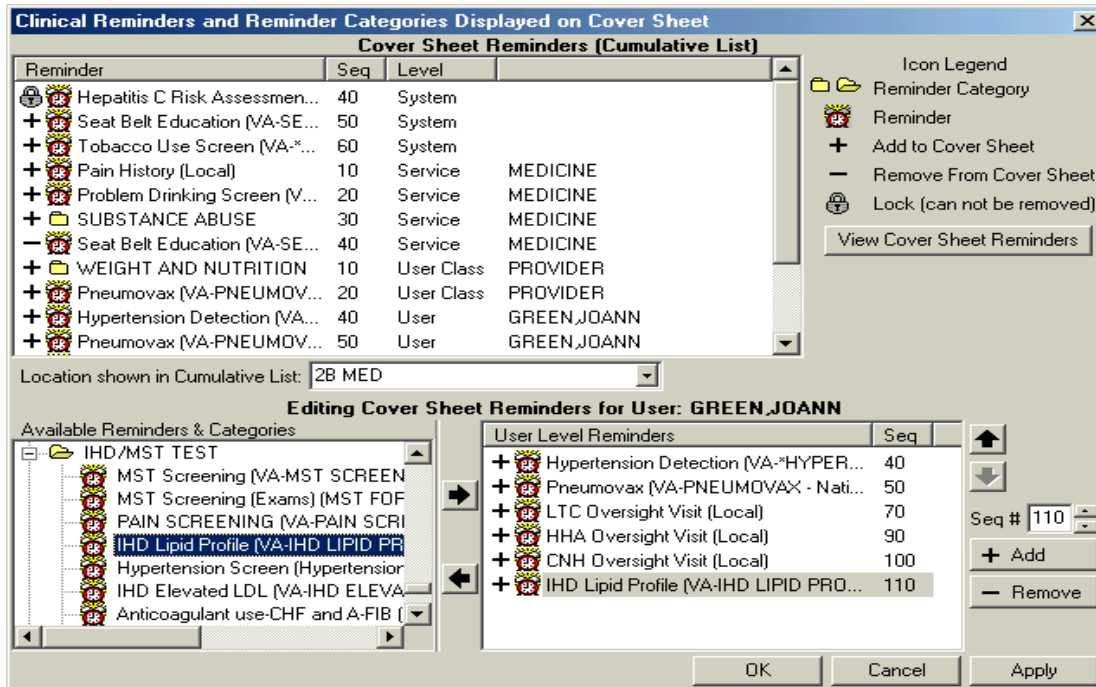 Clinical Reminders and Reminder Categories Displayed on Cover Sheet
Cover Sheet Reminders (Cumulative List)
Reminder Seq Level
Hepatitis C Risk Assessmen... 40 System
Seat Belt Education (VA-SE... 50 System
Tobacco Use Screen (VA-*... 60 System
Pain History (Local) 10 Service MEDICINE
Problem Drinking Screen (V... 20 Service MEDICINE
SUBSTANCE ABUSE 30 Service MEDICINE
Seat Belt Education (VA-SE... 40 Service MEDICINE
WEIGHT AND NUTRITION 10 User Class PROVIDER
Pneumovax (VA-PNEUMOV... 20 User Class PROVIDER
Hypertension Detection (VA... 40 User GREEN,JOANN
Pneumovax (VA-PNEUMOV... 50 User GREEN,JOANN
Icon Legend
Reminder Category
Reminder
Add to Cover Sheet
Remove From Cover Sheet
Lock (can not be removed)
View Cover Sheet Reminders
Location shown in Cumulative List: 2B MED
Editing Cover Sheet Reminders for User: GREEN,JOANN
Available Reminders & Categories
IHD/MST TEST
MST Screening (VA-MST SCREEN
MST Screening (Exams) (MST FOF
PAIN SCREENING (VA-PAIN SCRI
IHD Lipid Profile (VA-IHD LIPID PR
Hypertension Screen (Hypertension
IHD Elevated LDL (VA-IHD ELEVA
Anticoagulant use-CHF and A-FIB (
User Level Reminders Seq
Hypertension Detection (VA-*HYPER... 40
Pneumovax (VA-PNEUMOVAX - Nati... 50
LTC Oversight Visit (Local) 70
HHA Oversight Visit (Local) 90
CNH Oversight Visit (Local) 100
IHD Lipid Profile (VA-IHD LIPID PRO... 110
Seq # 110
+ Add
− Remove
OK Cancel Apply